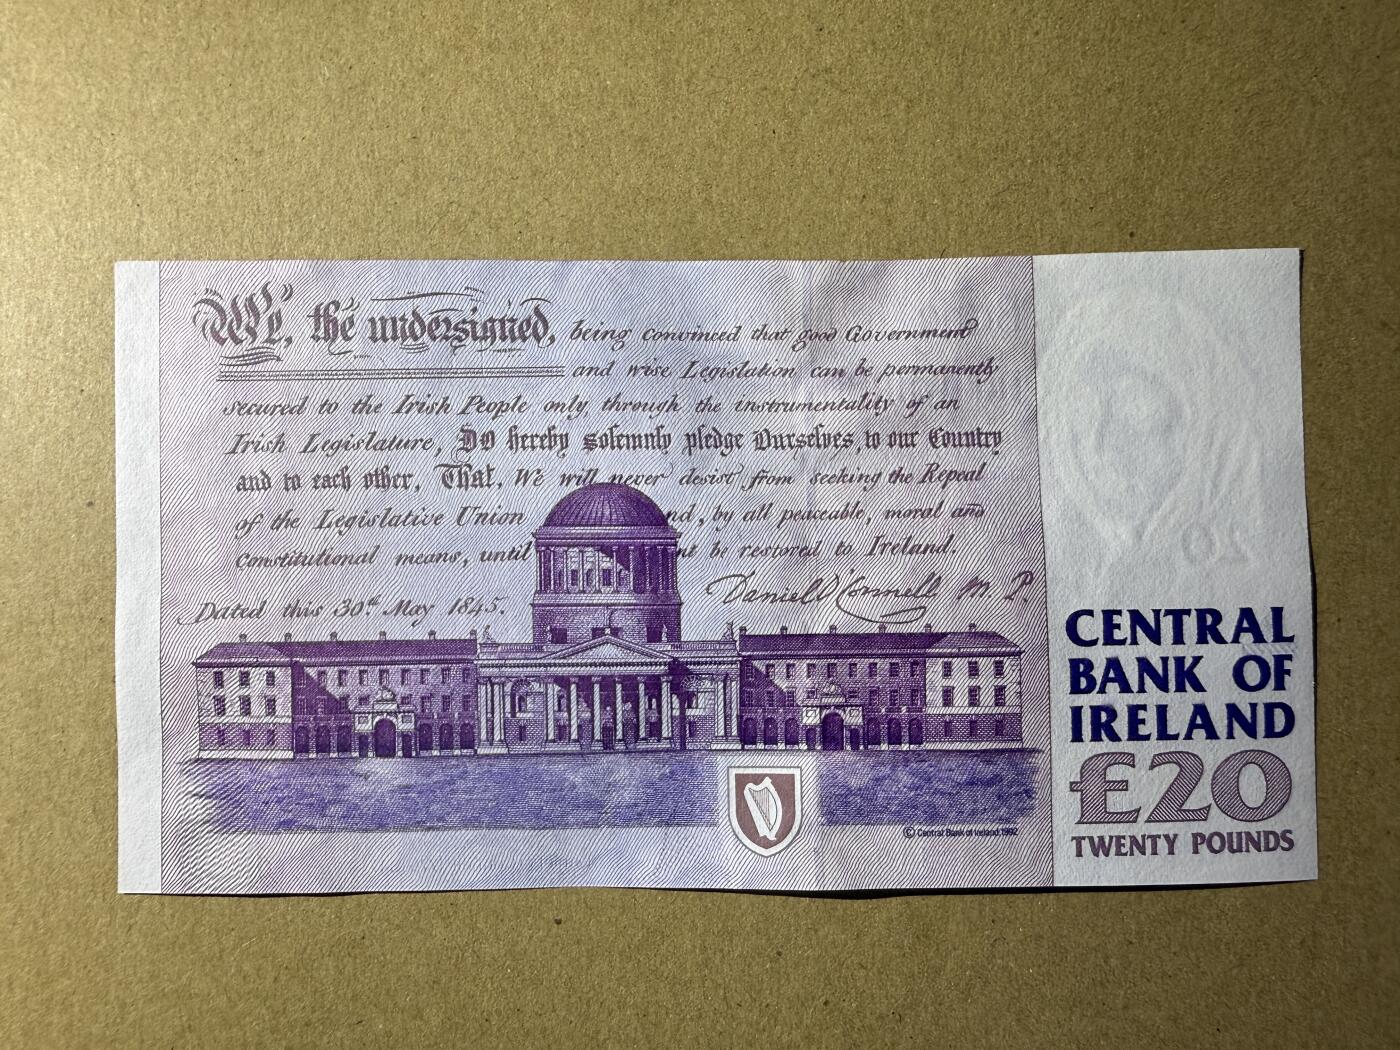 We, the undersigned, being convinced that good Government
and wise Legislation can be permanently
secured to the Irish People only, through the instrumentality of an
Irish Legislature, Do hereby solemnly pledge Ourselves, to our Country
and to each other, That, We will never desist from seeking the Repeal
of the Legislative Union nd, by all peaceable, moral and
constitutional means, until nt be restored to Ireland.
Dated this 30th May 1845. Daniel O'Connell M.P.
CENTRAL
BANK OF
IRELAND
£20
TWENTY POUNDS
© Central Bank of Ireland 1992